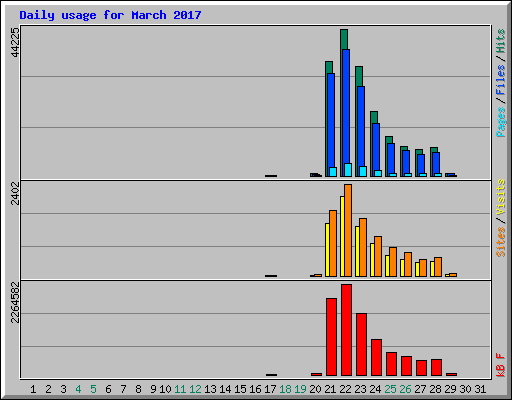 Daily usage for March 2017
44225
Pages / Files / Hits
2402
Sites / Visits
2264582
kB F
1 2 3 4 5 6 7 8 9 10 11 12 13 14 15 16 17 18 19 20 21 22 23 24 25 26 27 28 29 30 31